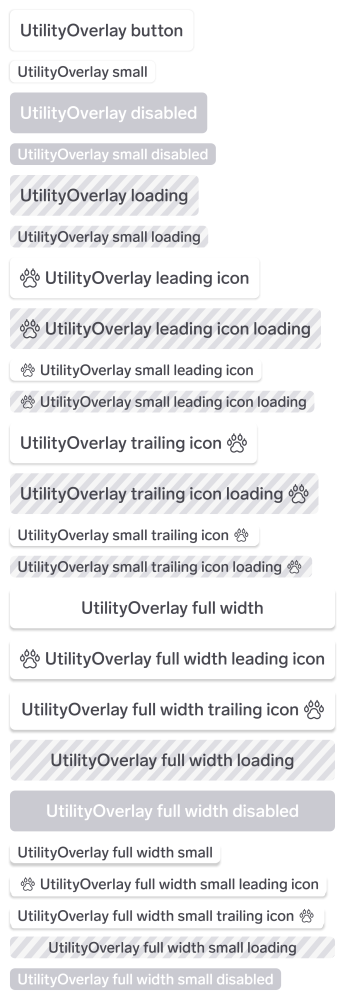 UtilityOverlay button
UtilityOverlay small
UtilityOverlay disabled
UtilityOverlay small disabled
UtilityOverlay loading
UtilityOverlay small loading
UtilityOverlay leading icon
UtilityOverlay leading icon loading
UtilityOverlay small leading icon
UtilityOverlay small leading icon loading
UtilityOverlay trailing icon
UtilityOverlay trailing icon loading
UtilityOverlay small trailing icon
UtilityOverlay small trailing icon loading
UtilityOverlay full width
UtilityOverlay full width leading icon
UtilityOverlay full width trailing icon
UtilityOverlay full width loading
UtilityOverlay full width disabled
UtilityOverlay full width small
UtilityOverlay full width small leading icon
UtilityOverlay full width small trailing icon
UtilityOverlay full width small loading
UtilityOverlay full width small disabled